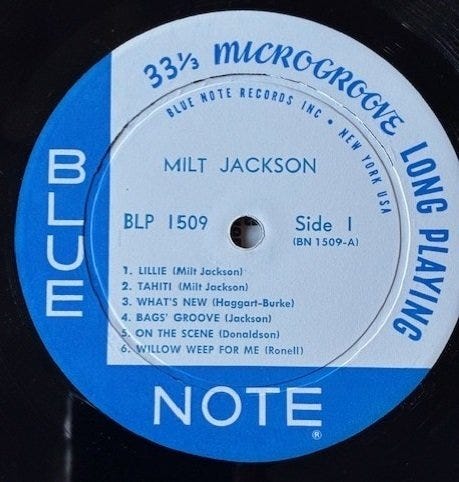 33⅓ MICROGROOVE LONG PLAYING
BLUE NOTE RECORDS INC • NEW YORK USA
MILT JACKSON
BLP 1509
Side 1
(BN 1509-A)
1. LILLIE (Milt Jackson)
2. TAHITI (Milt Jackson)
3. WHAT'S NEW (Haggart-Burke)
4. BAGS' GROOVE (Jackson)
5. ON THE SCENE (Donaldson)
6. WILLOW WEEP FOR ME (Ronell)
BLUE
NOTE
®